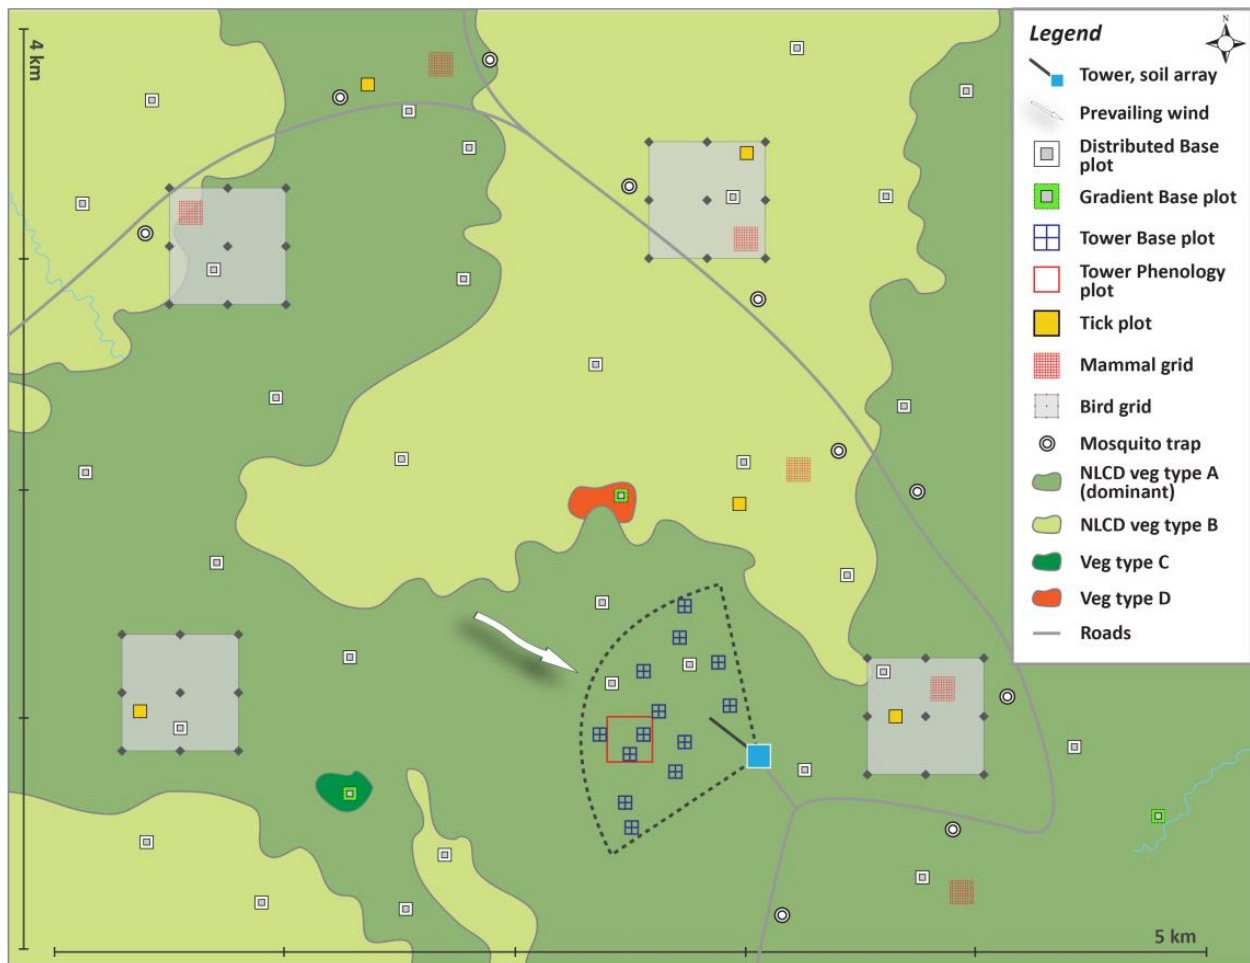 4 km
Legend
N
Tower, soil array
Prevailing wind
Distributed Base
plot
Gradient Base plot
Tower Base plot
Tower Phenology
plot
Tick plot
Mammal grid
Bird grid
Mosquito trap
NLCD veg type A
(dominant)
NLCD veg type B
Veg type C
Veg type D
Roads
5 km